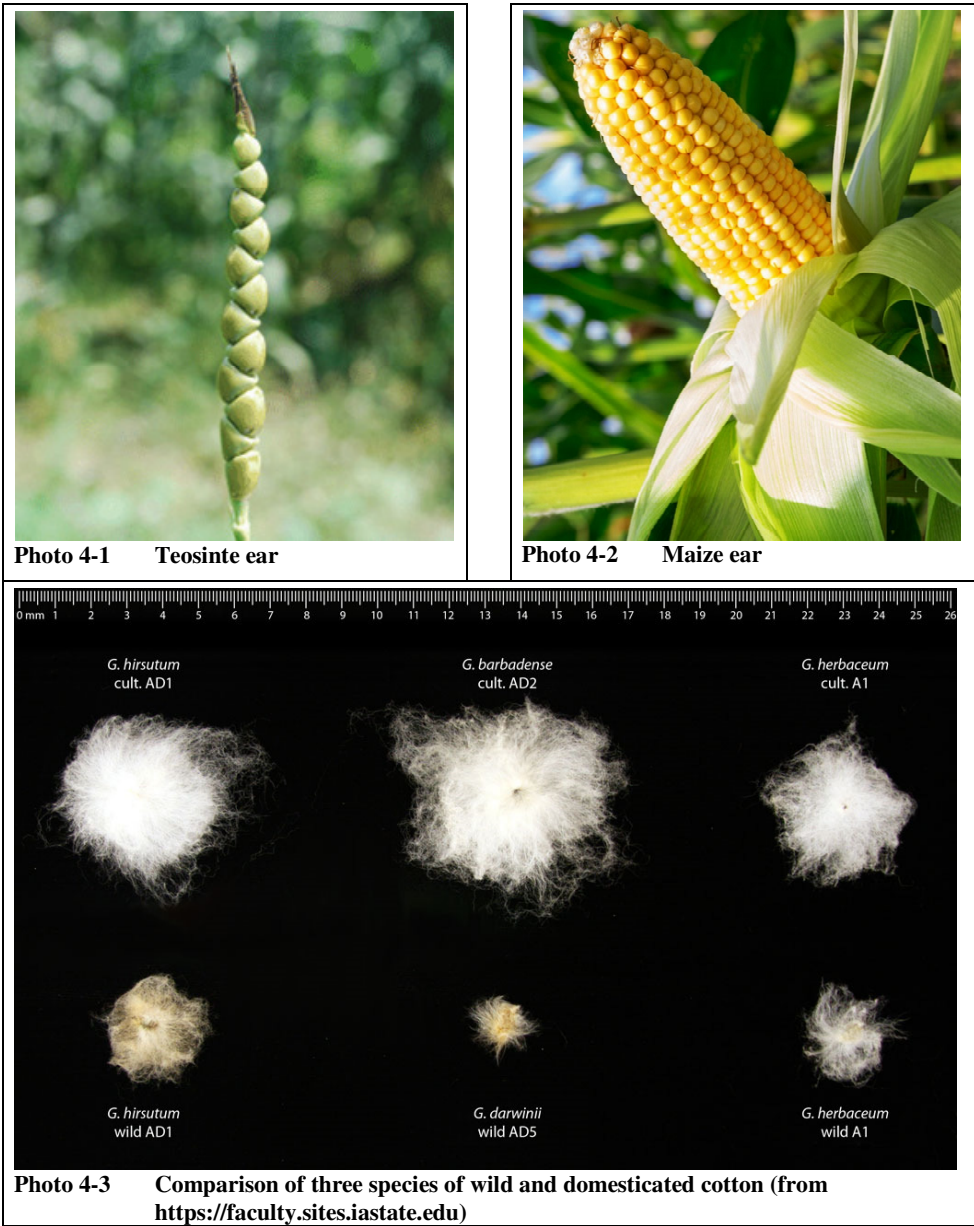 Photo 4-1 Teosinte ear
Photo 4-2 Maize ear
0 mm 1 2 3 4 5 6 7 8 9 10 11 12 13 14 15 16 17 18 19 20 21 22 23 24 25 26
G. hirsutum
cult. AD1
G. barbadense
cult. AD2
G. herbaceum
cult. A1
G. hirsutum
wild AD1
G. darwinii
wild AD5
G. herbaceum
wild A1
Photo 4-3 Comparison of three species of wild and domesticated cotton (from
https://faculty.sites.iastate.edu)